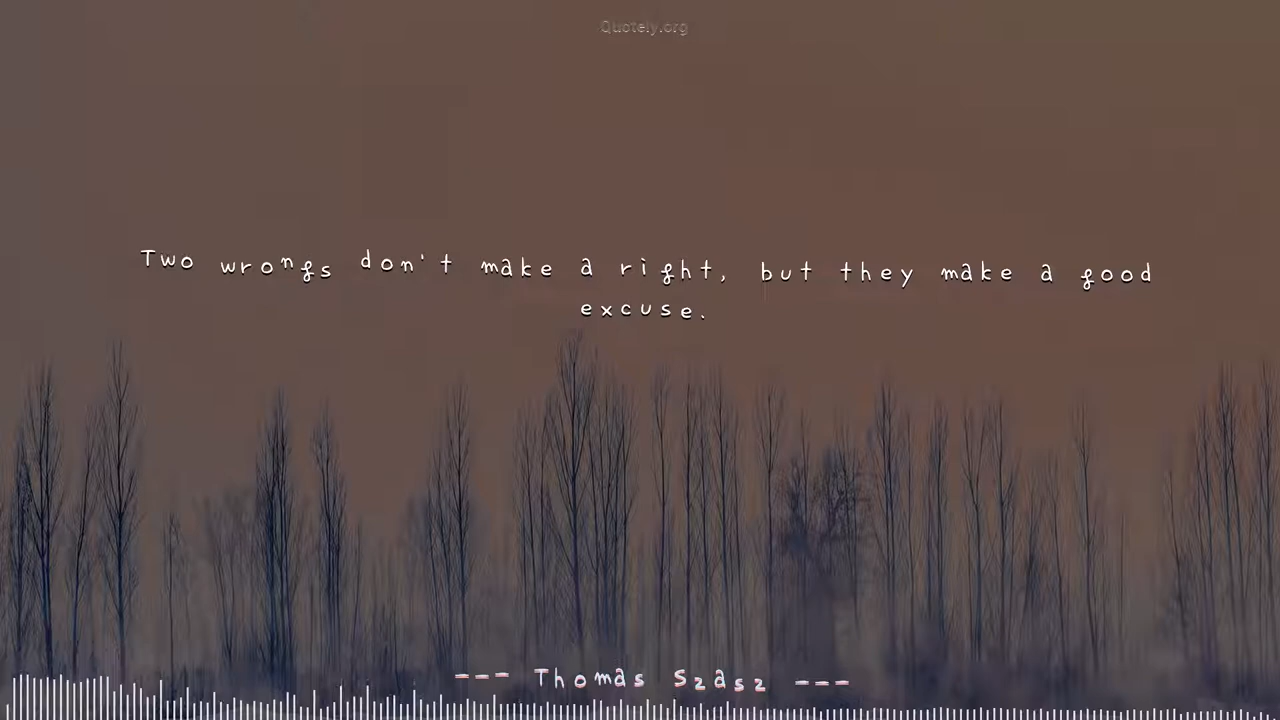 Quotely.org
Two wrongs don't make a right, but they make a good
excuse.
--- Thomas Szasz ---